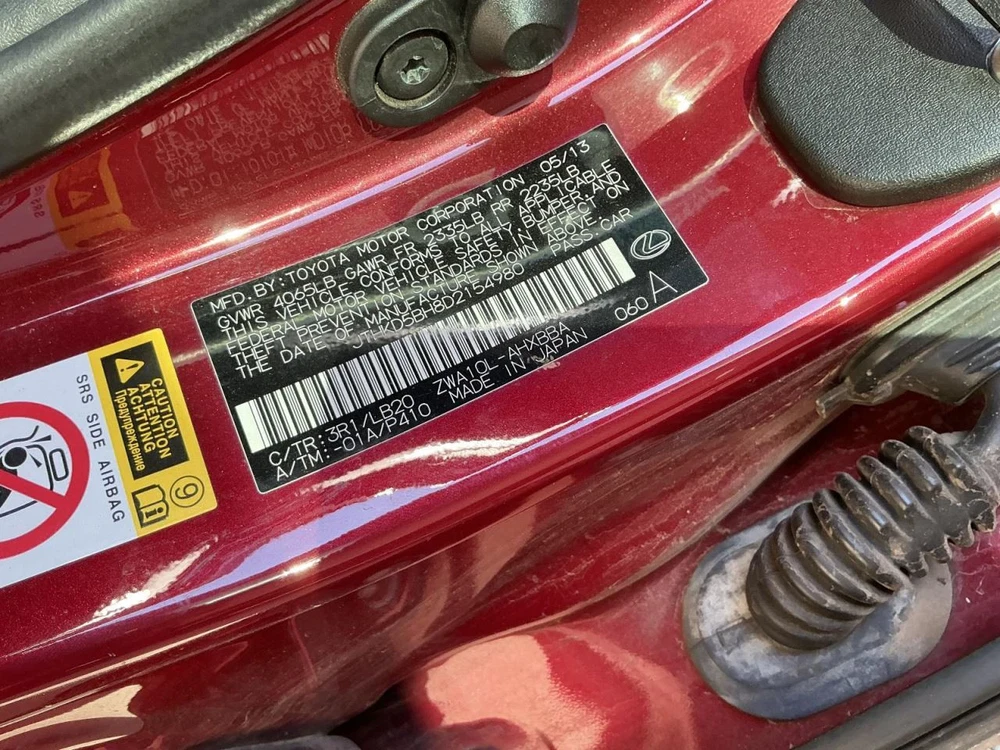 MFD. BY: TOYOTA MOTOR CORPORATION 05/13
GVWR 4065LB GAWR FR 2335LB RR 2235LB
THIS VEHICLE CONFORMS TO ALL APPLICABLE
FEDERAL MOTOR VEHICLE SAFETY, BUMPER, AND
THEFT PREVENTION STANDARDS IN EFFECT ON
THE DATE OF MANUFACTURE SHOWN ABOVE.
JTHKD5BH8D2154980 PASS. CAR
060 A
C/TR: 3R1/LB20 ZWA10L-AHXBBA
A/TM: -01A/P410 MADE IN JAPAN
CAUTION
ATTENTION
ACHTUNG
Предупреждение
SRS SIDE AIRBAG
9